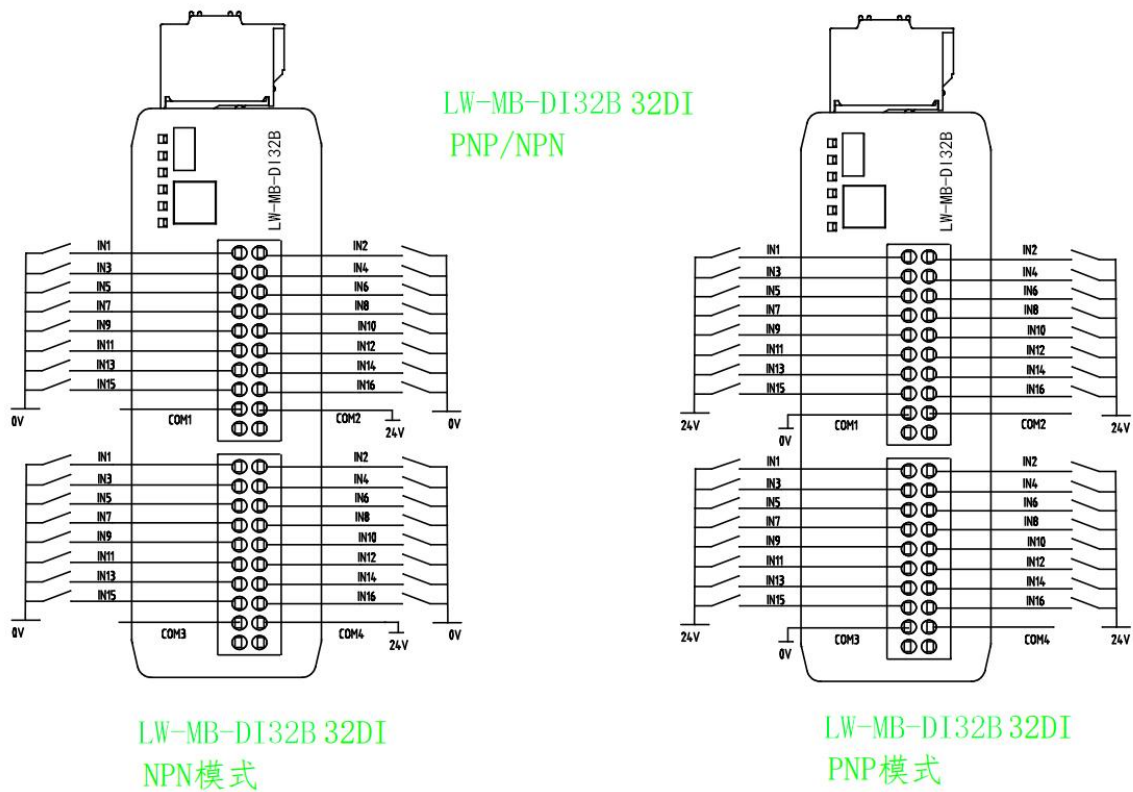 LW-MB-DI32B 32DI
PNP/NPN
LW-MB-DI32B
IN1
IN2
IN3
IN4
IN5
IN6
IN7
IN8
IN9
IN10
IN11
IN12
IN13
IN14
IN15
IN16
0V
COM1
COM2
24V
0V
IN1
IN2
IN3
IN4
IN5
IN6
IN7
IN8
IN9
IN10
IN11
IN12
IN13
IN14
IN15
IN16
0V
COM3
COM4
24V
0V
LW-MB-DI32B 32DI
NPN模式
LW-MB-DI32B
IN1
IN2
IN3
IN4
IN5
IN6
IN7
IN8
IN9
IN10
IN11
IN12
IN13
IN14
IN15
IN16
24V
0V
COM1
COM2
24V
IN1
IN2
IN3
IN4
IN5
IN6
IN7
IN8
IN9
IN10
IN11
IN12
IN13
IN14
IN15
IN16
24V
0V
COM3
COM4
24V
LW-MB-DI32B 32DI
PNP模式